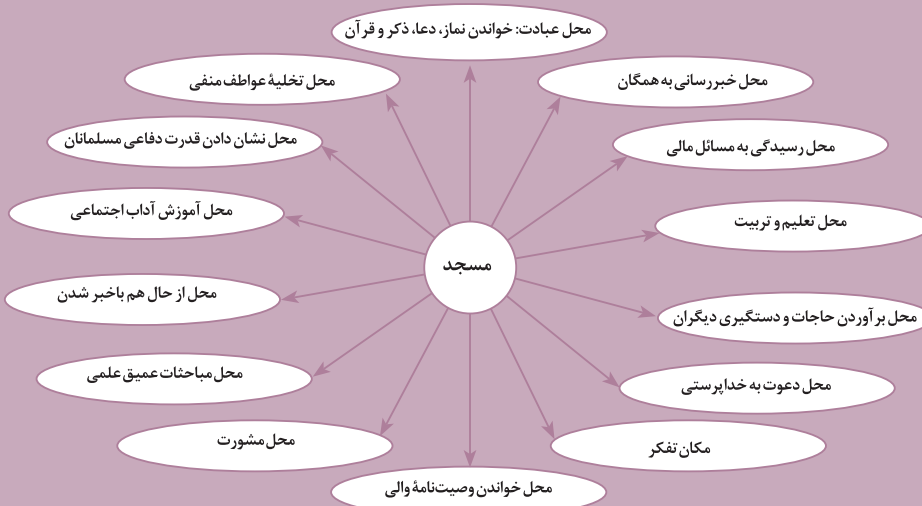 محل عبادت: خواندن نماز، دعا، ذکر و قرآن
محل خبررسانی به همگان
محل تخلیهٔ عواطف منفی
محل رسیدگی به مسائل مالی
محل نشان دادن قدرت دفاعی مسلمانان
محل تعلیم و تربیت
محل آموزش آداب اجتماعی
مسجد
محل از حال هم باخبر شدن
محل برآوردن حاجات و دستگیری دیگران
محل مباحثات عمیق علمی
محل دعوت به خداپرستی
محل مشورت
مکان تفکر
محل خواندن وصیت‌نامهٔ والی